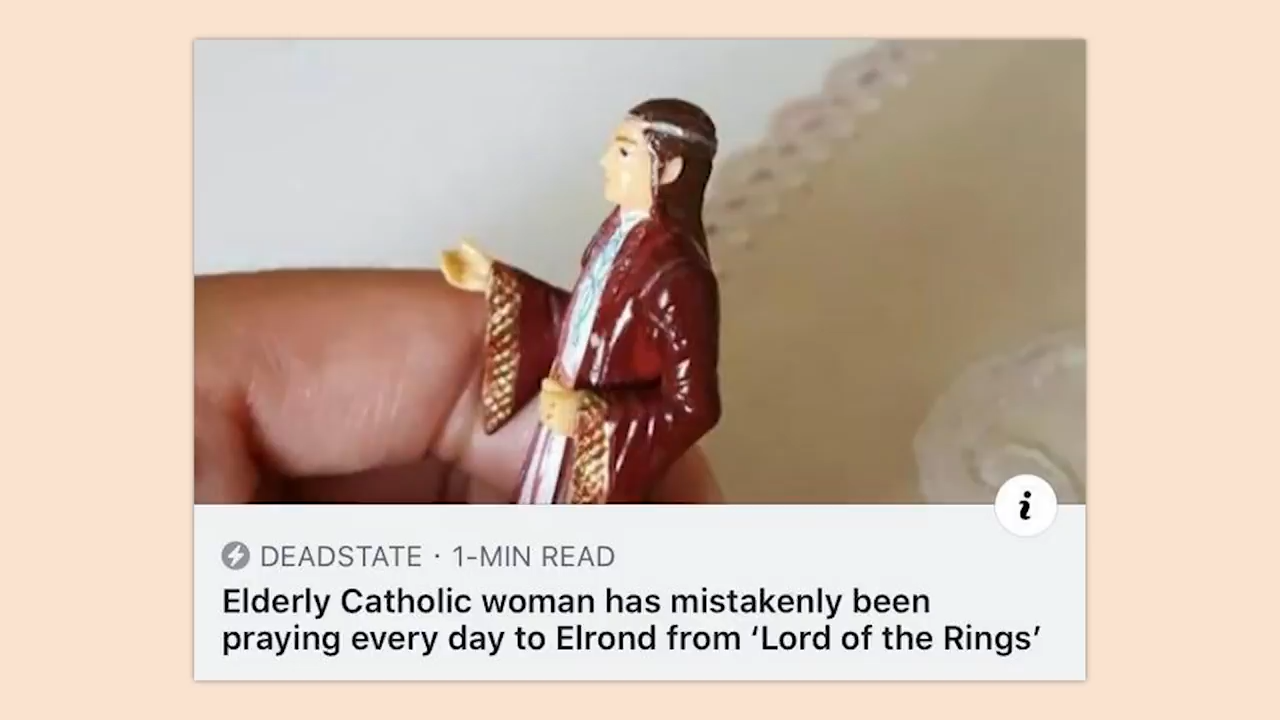 DEADSTATE · 1-MIN READ
Elderly Catholic woman has mistakenly been
praying every day to Elrond from ‘Lord of the Rings’